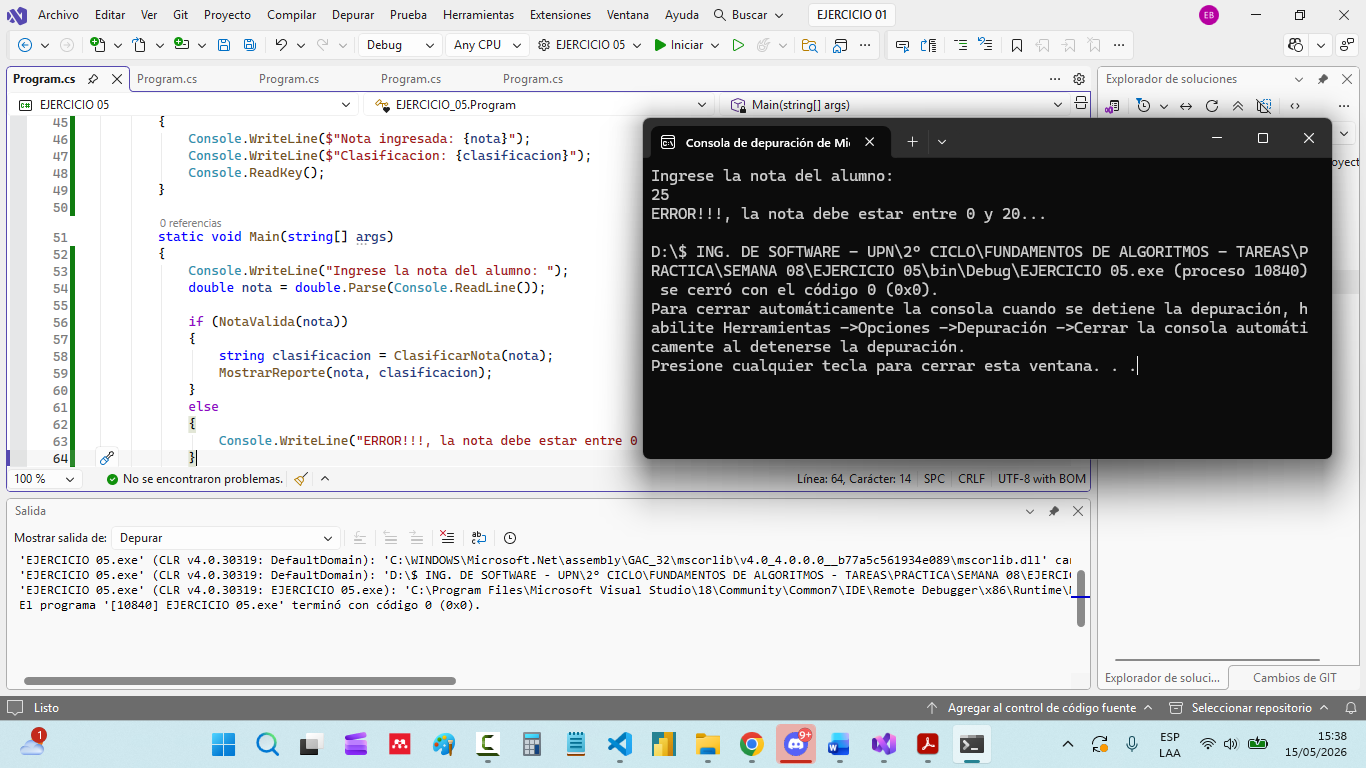 Archivo Editar Ver Git Proyecto Compilar Depurar Prueba Herramientas Extensiones Ventana Ayuda Buscar EJERCICIO 01 EB
Debug Any CPU EJERCICIO 05 Iniciar
Program.cs Program.cs Program.cs Program.cs Program.cs
EJERCICIO 05 EJERCICIO_05.Program Main(string[] args)
45 {
46 Console.WriteLine($"Nota ingresada: {nota}");
47 Console.WriteLine($"Clasificacion: {clasificacion}");
48 Console.ReadKey();
49 }
50
0 referencias
51 static void Main(string[] args)
52 {
53 Console.WriteLine("Ingrese la nota del alumno: ");
54 double nota = double.Parse(Console.ReadLine());
55
56 if (NotaValida(nota))
57 {
58 string clasificacion = ClasificarNota(nota);
59 MostrarReporte(nota, clasificacion);
60 }
61 else
62 {
63 Console.WriteLine("ERROR!!!, la nota debe estar entre 0
64 }
100 % No se encontraron problemas. Línea: 64, Carácter: 14 SPC CRLF UTF-8 with BOM
Consola de depuración de Mi
Ingrese la nota del alumno:
25
ERROR!!!, la nota debe estar entre 0 y 20...
D:\$ ING. DE SOFTWARE - UPN\2° CICLO\FUNDAMENTOS DE ALGORITMOS - TAREAS\P
RACTICA\SEMANA 08\EJERCICIO 05\bin\Debug\EJERCICIO 05.exe (proceso 10840)
se cerró con el código 0 (0x0).
Para cerrar automáticamente la consola cuando se detiene la depuración, h
abilite Herramientas ->Opciones ->Depuración ->Cerrar la consola automáti
camente al detenerse la depuración.
Presione cualquier tecla para cerrar esta ventana. . .
Explorador de soluciones
royect
Explorador de soluci... Cambios de GIT
Salida
Mostrar salida de: Depurar
'EJERCICIO 05.exe' (CLR v4.0.30319: DefaultDomain): 'C:\WINDOWS\Microsoft.Net\assembly\GAC_32\mscorlib\v4.0_4.0.0.0__b77a5c561934e089\mscorlib.dll' car
'EJERCICIO 05.exe' (CLR v4.0.30319: DefaultDomain): 'D:\$ ING. DE SOFTWARE - UPN\2° CICLO\FUNDAMENTOS DE ALGORITMOS - TAREAS\PRACTICA\SEMANA 08\EJERCIC
'EJERCICIO 05.exe' (CLR v4.0.30319: EJERCICIO 05.exe): 'C:\Program Files\Microsoft Visual Studio\18\Community\Common7\IDE\Remote Debugger\x86\Runtime\
El programa '[10840] EJERCICIO 05.exe' terminó con código 0 (0x0).
Listo Agregar al control de código fuente Seleccionar repositorio
1 9+ ESP LAA 15:38 15/05/2026